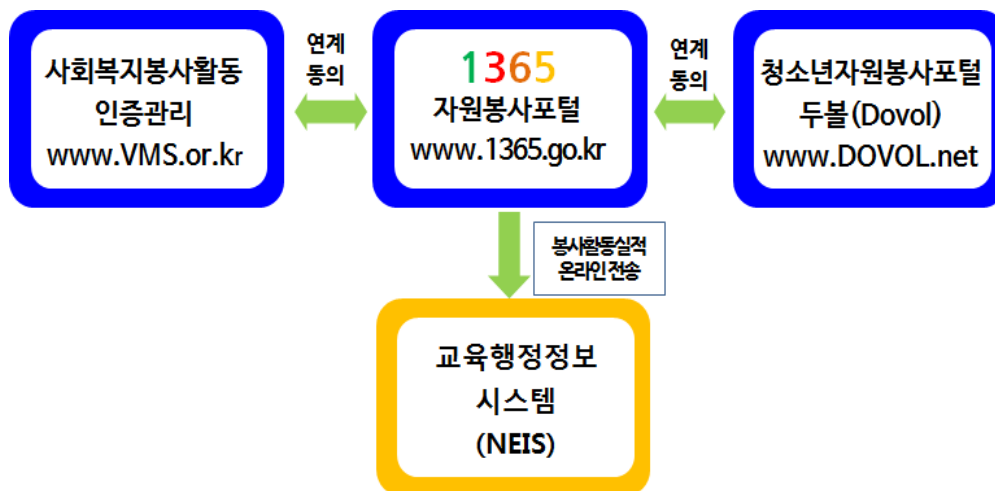 사회복지봉사활동
인증관리
www.VMS.or.kr
연계
동의
1365
자원봉사포털
www.1365.go.kr
연계
동의
청소년자원봉사포털
두볼(Dovol)
www.DOVOL.net
봉사활동실적
온라인 전송
교육행정정보
시스템
(NEIS)